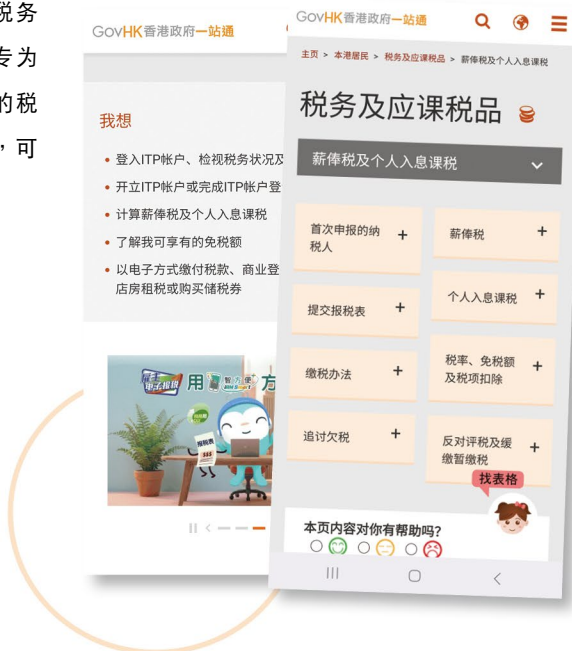 税务
专为
的税
，可
GovHK香港政府一站通
我想
• 登入ITP帐户、检视税务状况及
• 开立ITP帐户或完成ITP帐户登
• 计算薪俸税及个人入息课税
• 了解我可享有的免税额
• 以电子方式缴付税款、商业登
店房租税或购买储税券
用智方便
iAM Smart
方
电子报税
报税表
GovHK香港政府一站通
主页 > 本港居民 > 税务及应课税品 > 薪俸税及个人入息课税
税务及应课税品
薪俸税及个人入息课税
首次申报的纳
税人
+
薪俸税
+
提交报税表
+
个人入息课税
+
缴税办法
+
税率、免税额
及税项扣除
+
追讨欠税
+
反对评税及缓
缴暂缴税
+
找表格
本页内容对你有帮助吗?